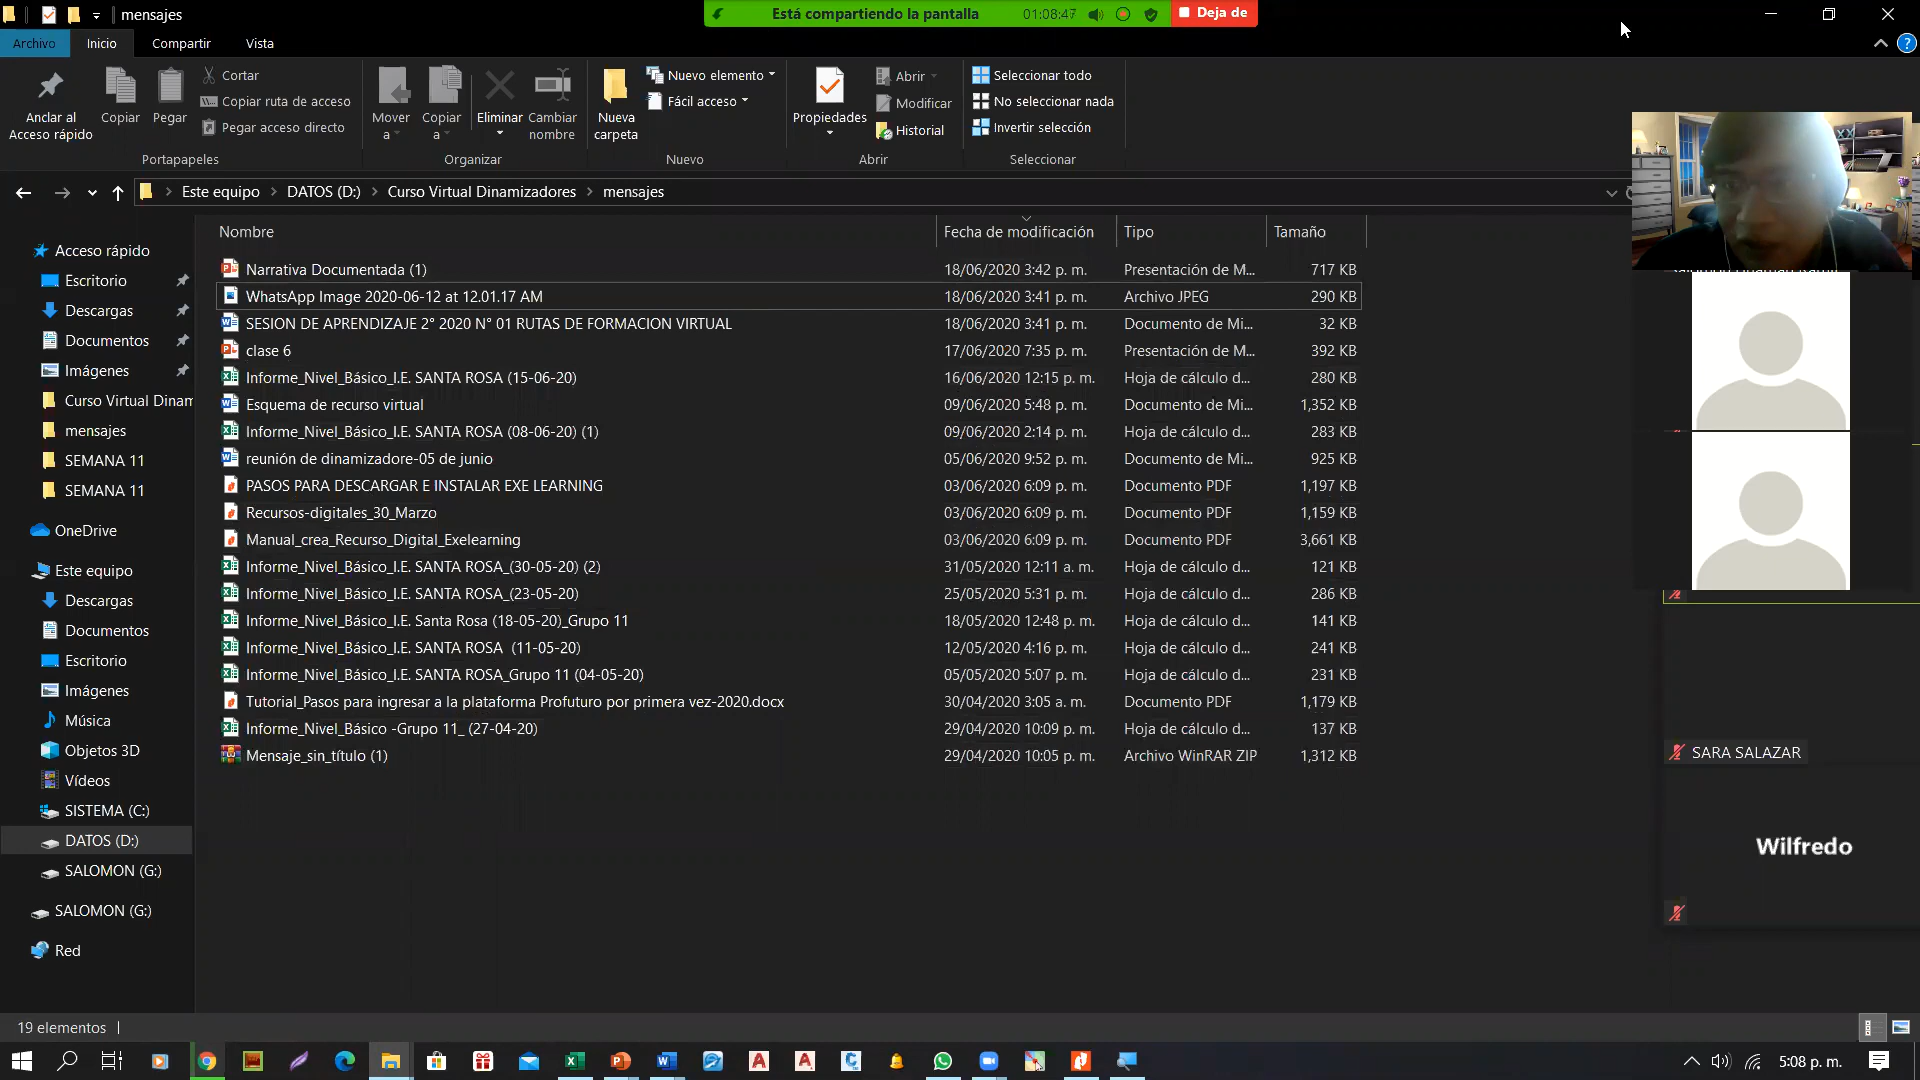 mensajes
Está compartiendo la pantalla
01:08:47
Deja de
Archivo
Inicio
Compartir
Vista
Anclar al
Acceso rápido
Copiar
Pegar
Cortar
Copiar ruta de acceso
Pegar acceso directo
Portapapeles
Mover
a
Copiar
a
Eliminar
Cambiar
nombre
Organizar
Nueva
carpeta
Nuevo elemento
Fácil acceso
Nuevo
Propiedades
Abrir
Modificar
Historial
Abrir
Seleccionar todo
No seleccionar nada
Invertir selección
Seleccionar
Este equipo > DATOS (D:) > Curso Virtual Dinamizadores > mensajes
Acceso rápido
Escritorio
Descargas
Documentos
Imágenes
Curso Virtual Dinam
mensajes
SEMANA 11
SEMANA 11
OneDrive
Este equipo
Descargas
Documentos
Escritorio
Imágenes
Música
Objetos 3D
Vídeos
SISTEMA (C:)
DATOS (D:)
SALOMON (G:)
SALOMON (G:)
Red
Nombre Fecha de modificación Tipo Tamaño
Narrativa Documentada (1) 18/06/2020 3:42 p. m. Presentación de M... 717 KB
WhatsApp Image 2020-06-12 at 12.01.17 AM 18/06/2020 3:41 p. m. Archivo JPEG 290 KB
SESION DE APRENDIZAJE 2° 2020 N° 01 RUTAS DE FORMACION VIRTUAL 18/06/2020 3:41 p. m. Documento de Mi... 32 KB
clase 6 17/06/2020 7:35 p. m. Presentación de M... 392 KB
Informe_Nivel_Básico_I.E. SANTA ROSA (15-06-20) 16/06/2020 12:15 p. m. Hoja de cálculo d... 280 KB
Esquema de recurso virtual 09/06/2020 5:48 p. m. Documento de Mi... 1,352 KB
Informe_Nivel_Básico_I.E. SANTA ROSA (08-06-20) (1) 09/06/2020 2:14 p. m. Hoja de cálculo d... 283 KB
reunión de dinamizadore-05 de junio 05/06/2020 9:52 p. m. Documento de Mi... 925 KB
PASOS PARA DESCARGAR E INSTALAR EXE LEARNING 03/06/2020 6:09 p. m. Documento PDF 1,197 KB
Recursos-digitales_30_Marzo 03/06/2020 6:09 p. m. Documento PDF 1,159 KB
Manual_crea_Recurso_Digital_Exelearning 03/06/2020 6:09 p. m. Documento PDF 3,661 KB
Informe_Nivel_Básico_I.E. SANTA ROSA_(30-05-20) (2) 31/05/2020 12:11 a. m. Hoja de cálculo d... 121 KB
Informe_Nivel_Básico_I.E. SANTA ROSA_(23-05-20) 25/05/2020 5:31 p. m. Hoja de cálculo d... 286 KB
Informe_Nivel_Básico_I.E. Santa Rosa (18-05-20)_Grupo 11 18/05/2020 12:48 p. m. Hoja de cálculo d... 141 KB
Informe_Nivel_Básico_I.E. SANTA ROSA (11-05-20) 12/05/2020 4:16 p. m. Hoja de cálculo d... 241 KB
Informe_Nivel_Básico_I.E. SANTA ROSA_Grupo 11 (04-05-20) 05/05/2020 5:07 p. m. Hoja de cálculo d... 231 KB
Tutorial_Pasos para ingresar a la plataforma Profuturo por primera vez-2020.docx 30/04/2020 3:05 a. m. Documento PDF 1,179 KB
Informe_Nivel_Básico -Grupo 11_ (27-04-20) 29/04/2020 10:09 p. m. Hoja de cálculo d... 137 KB
Mensaje_sin_título (1) 29/04/2020 10:05 p. m. Archivo WinRAR ZIP 1,312 KB
SARA SALAZAR
Wilfredo
19 elementos
5:08 p. m.